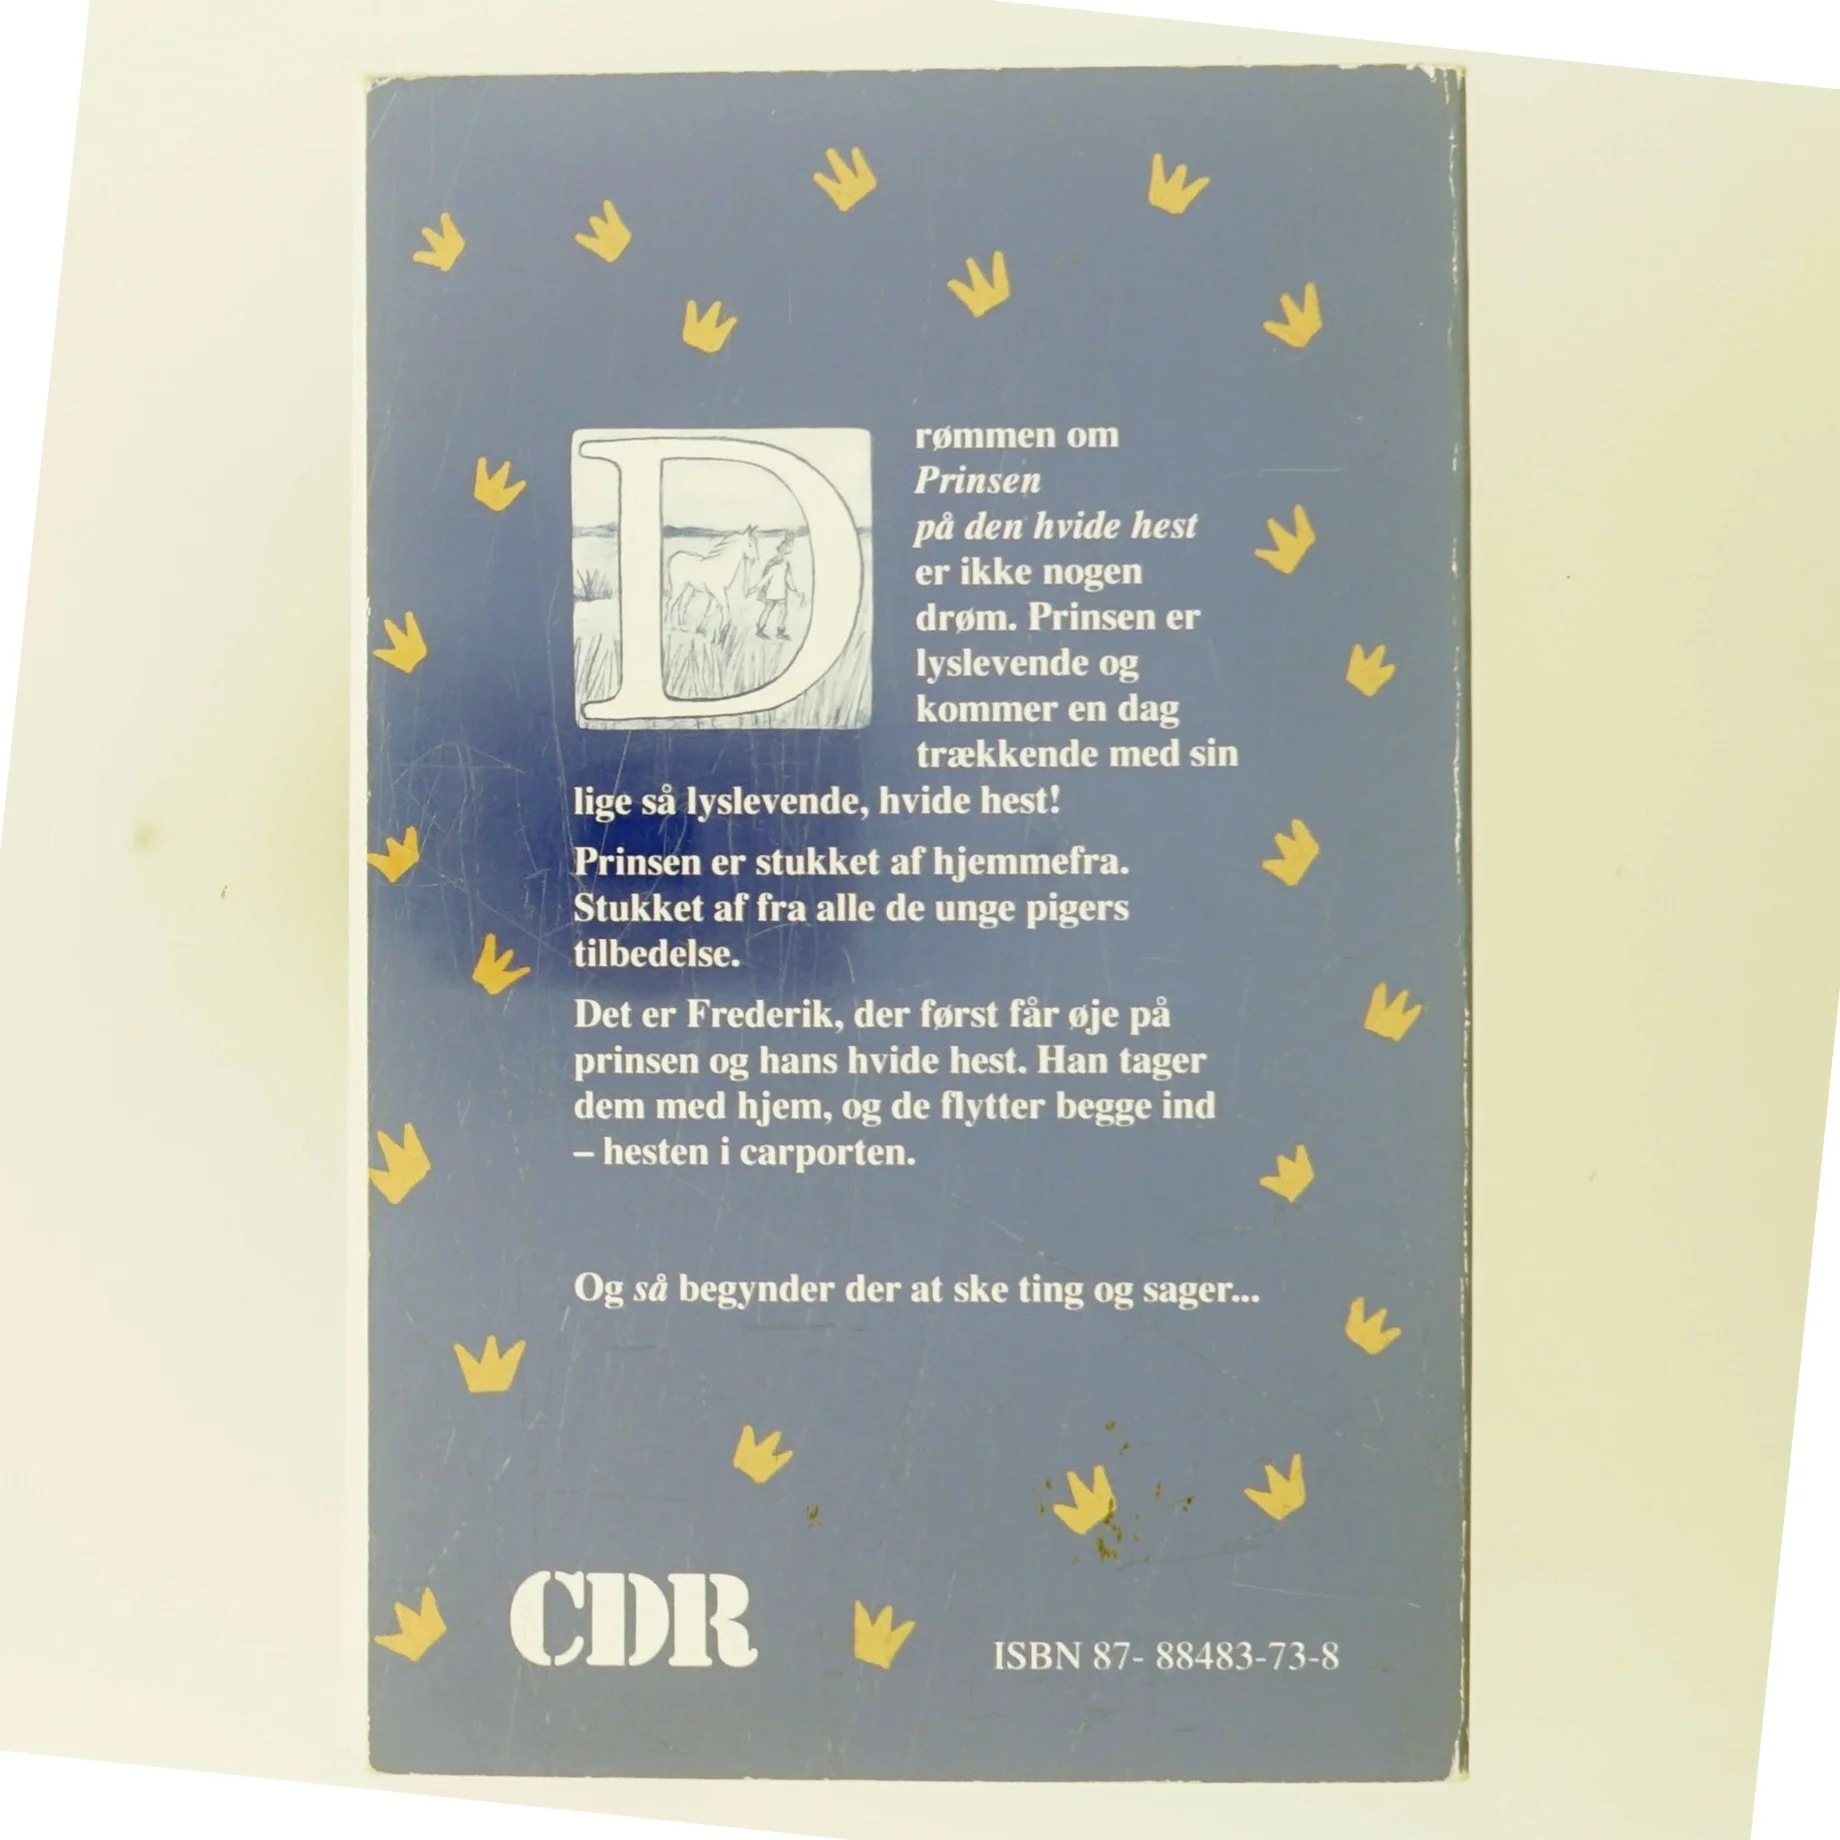 Drømmen om
Prinsen
på den hvide hest
er ikke nogen
drøm. Prinsen er
lyslevende og
kommer en dag
trækkende med sin
lige så lyslevende, hvide hest!
Prinsen er stukket af hjemmefra.
Stukket af fra alle de unge pigers
tilbedelse.
Det er Frederik, der først får øje på
prinsen og hans hvide hest. Han tager
dem med hjem, og de flytter begge ind
– hesten i carporten.
Og så begynder der at ske ting og sager...
CDR
ISBN 87- 88483-73-8